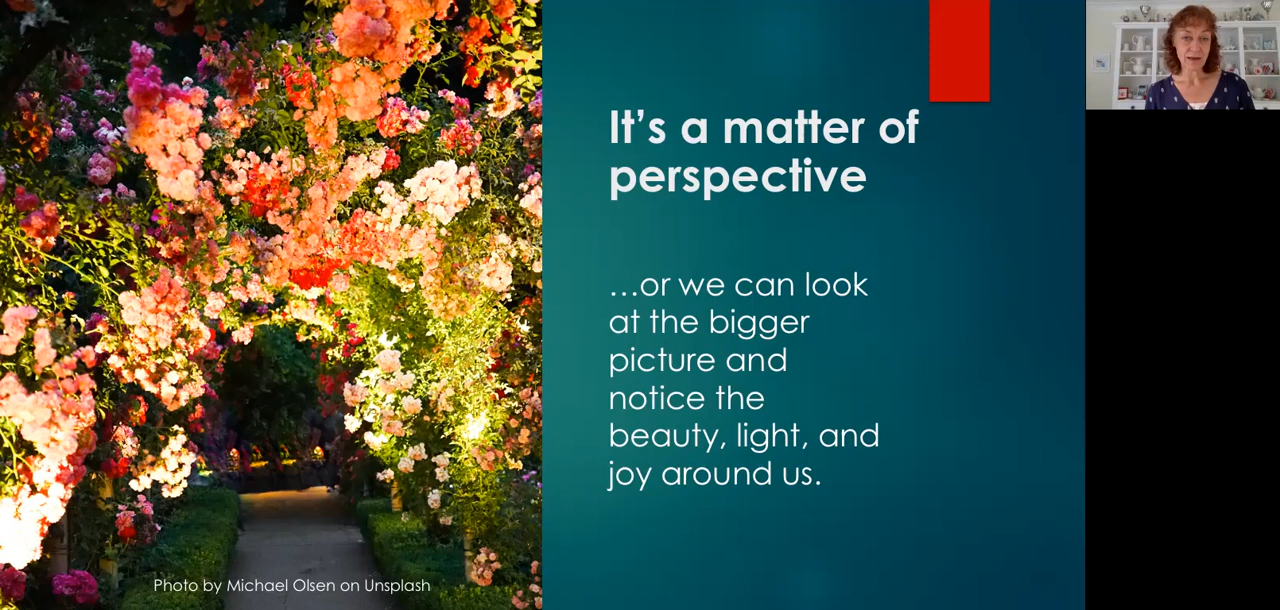 It’s a matter of
perspective
…or we can look
at the bigger
picture and
notice the
beauty, light, and
joy around us.
Photo by Michael Olsen on Unsplash